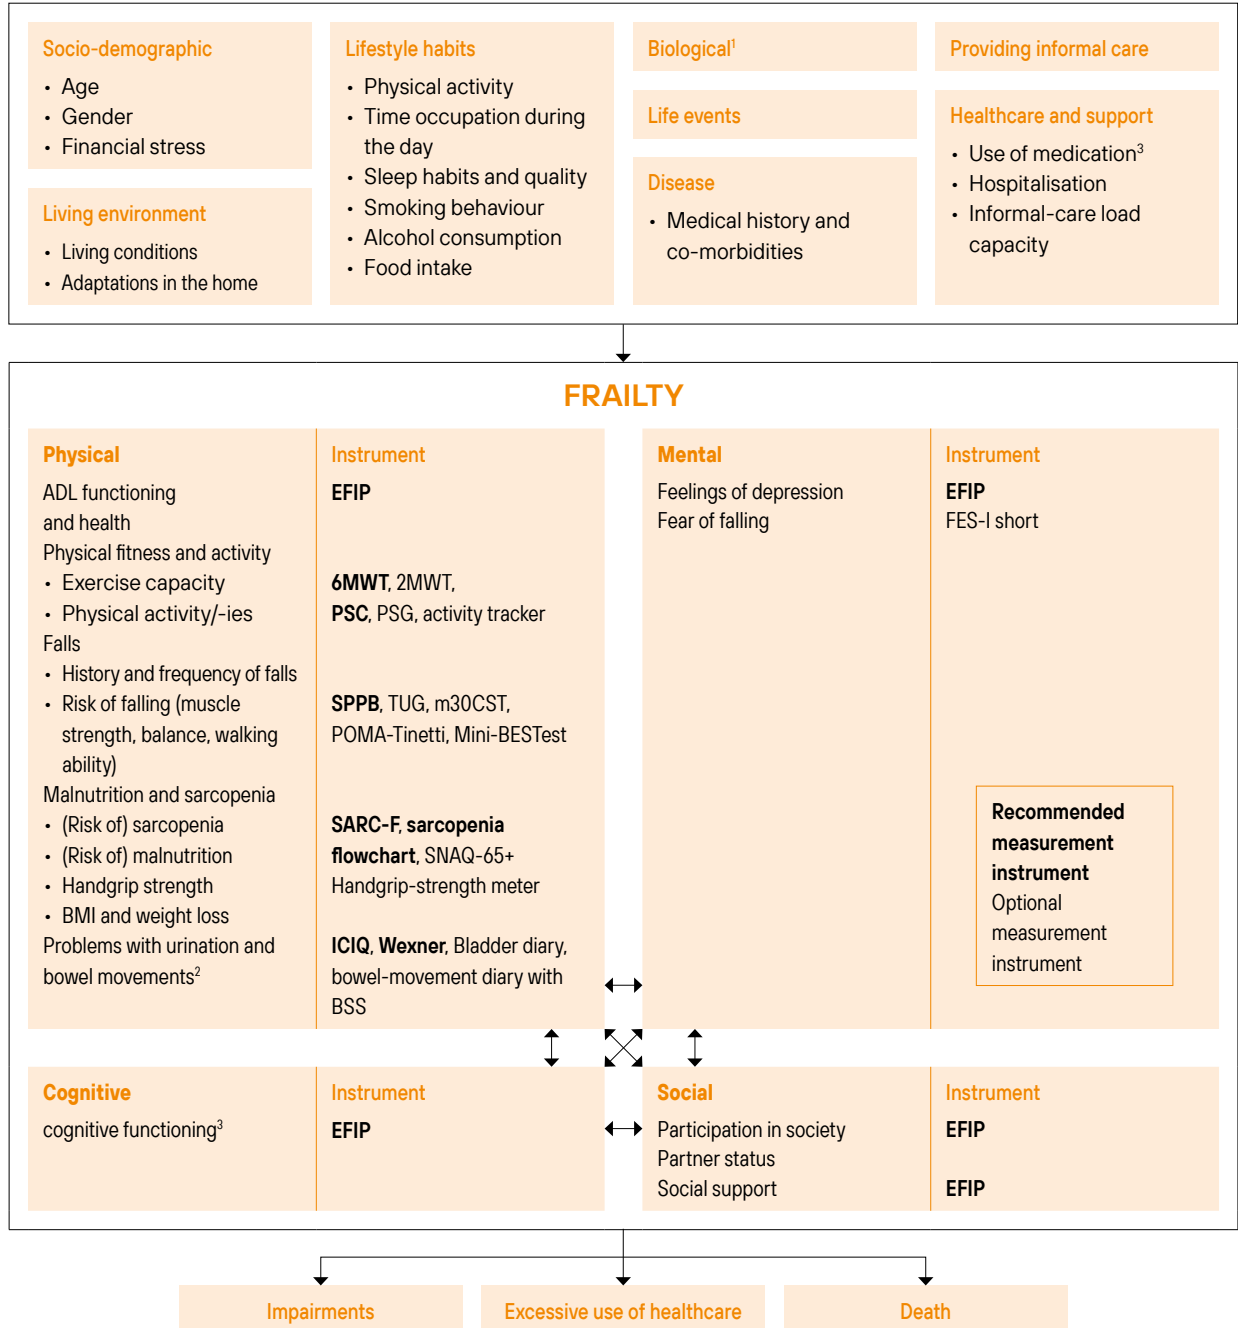 Socio-demographic
• Age
• Gender
• Financial stress
Living environment
• Living conditions
• Adaptations in the home
Lifestyle habits
• Physical activity
• Time occupation during
the day
• Sleep habits and quality
• Smoking behaviour
• Alcohol consumption
• Food intake
Biological¹
Life events
Disease
• Medical history and
co-morbidities
Providing informal care
Healthcare and support
• Use of medication³
• Hospitalisation
• Informal-care load
capacity
FRAILTY
Physical
ADL functioning
and health
Physical fitness and activity
• Exercise capacity
• Physical activity/-ies
Falls
• History and frequency of falls
• Risk of falling (muscle
strength, balance, walking
ability)
Malnutrition and sarcopenia
• (Risk of) sarcopenia
• (Risk of) malnutrition
• Handgrip strength
• BMI and weight loss
Problems with urination and
bowel movements²
Instrument
EFIP
6MWT, 2MWT,
PSC, PSG, activity tracker
SPPB, TUG, m30CST,
POMA-Tinetti, Mini-BESTest
SARC-F, sarcopenia
flowchart, SNAQ-65+
Handgrip-strength meter
ICIQ, Wexner, Bladder diary,
bowel-movement diary with
BSS
Mental
Feelings of depression
Fear of falling
Instrument
EFIP
FES-I short
Recommended
measurement
instrument
Optional
measurement
instrument
Cognitive
cognitive functioning³
Instrument
EFIP
Social
Participation in society
Partner status
Social support
Instrument
EFIP
EFIP
Impairments
Excessive use of healthcare
Death